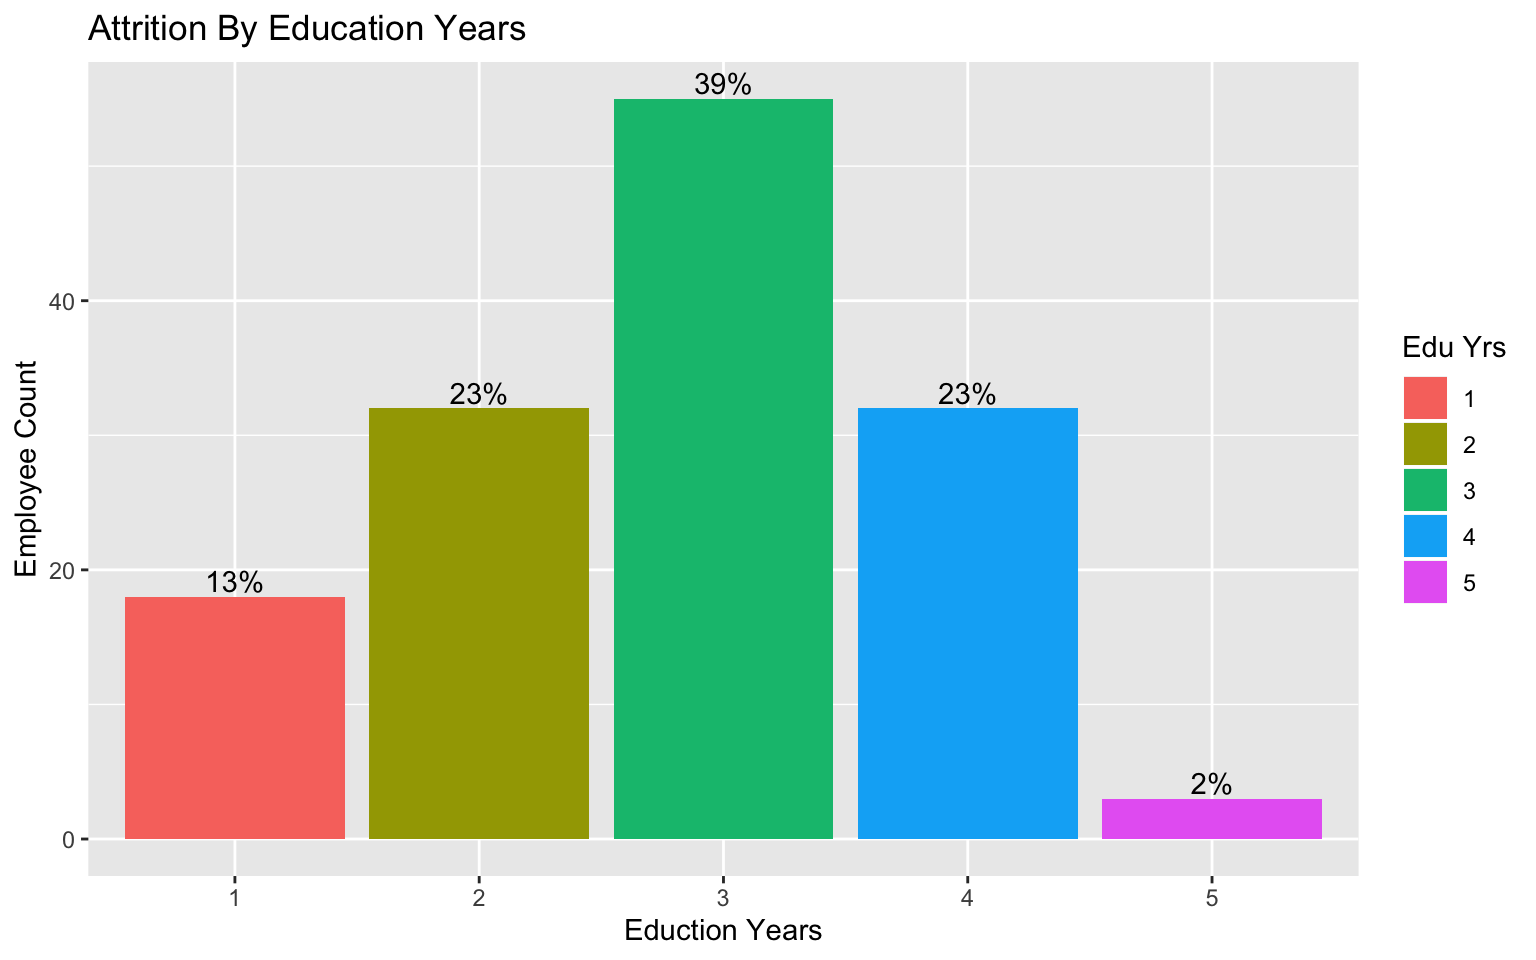 Attrition By Education Years
39%
40
23%
23%
20
13%
2%
0
1 2 3 4 5
Eduction Years
Employee Count
Edu Yrs
1
2
3
4
5